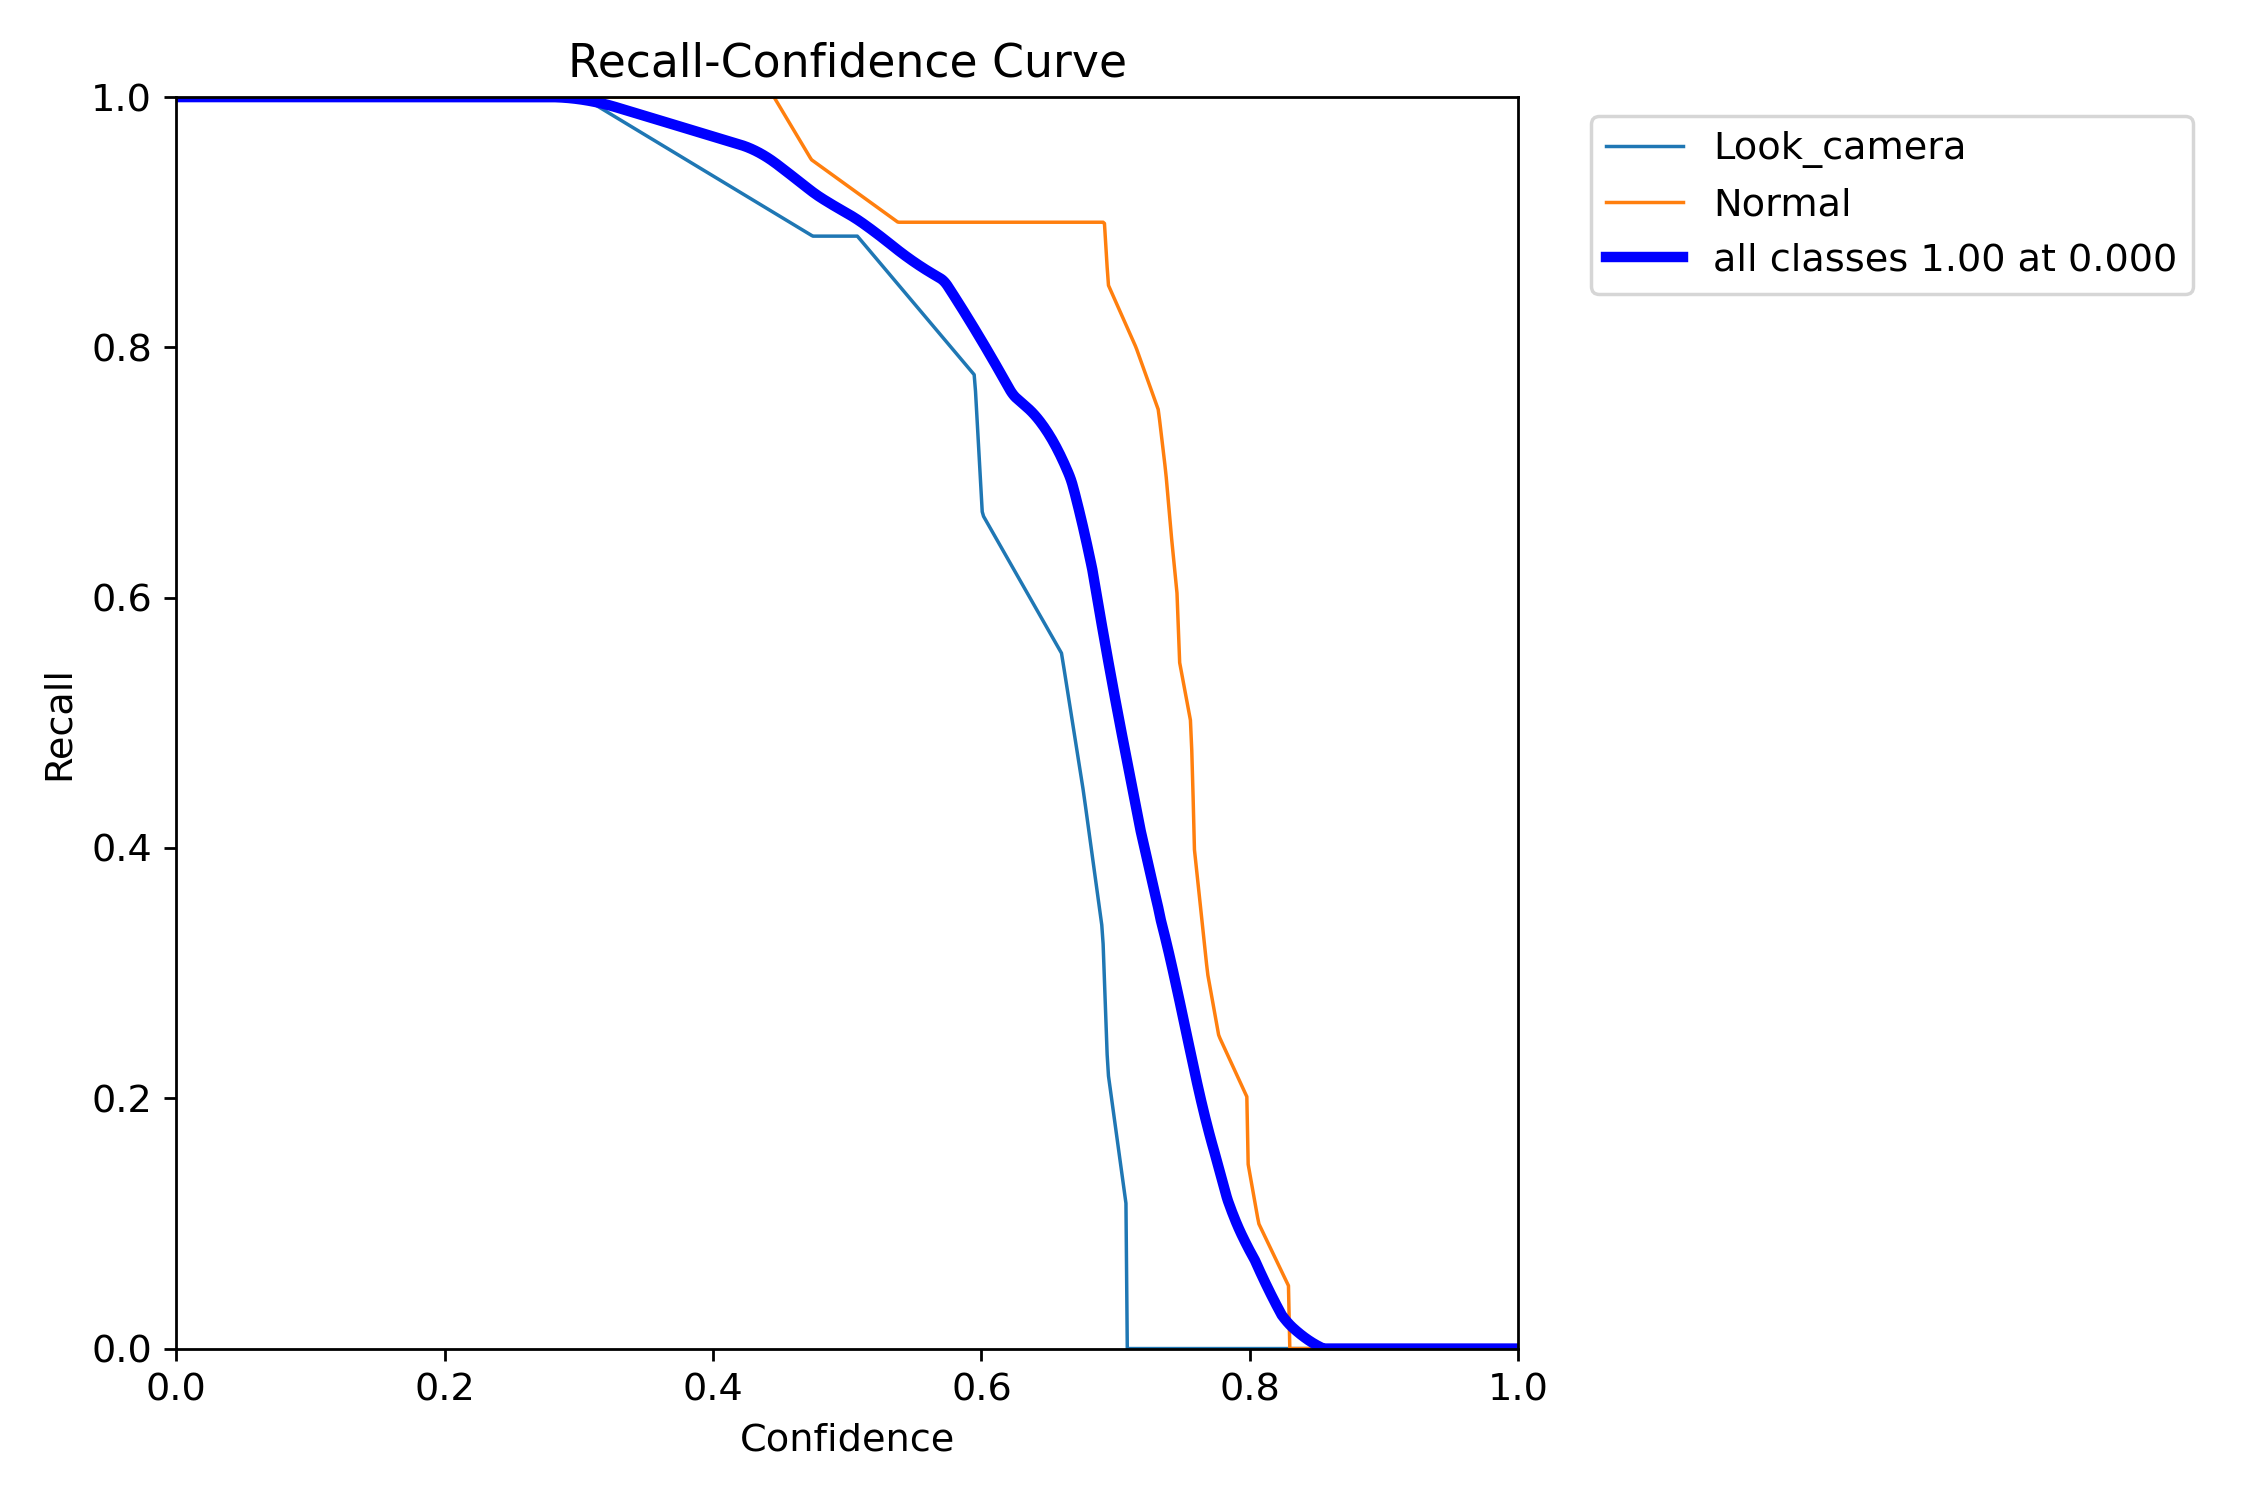 Recall-Confidence Curve
1.0
0.8
0.6
0.4
0.2
0.0
Recall
0.0 0.2 0.4 0.6 0.8 1.0
Confidence
Look_camera
Normal
all classes 1.00 at 0.000